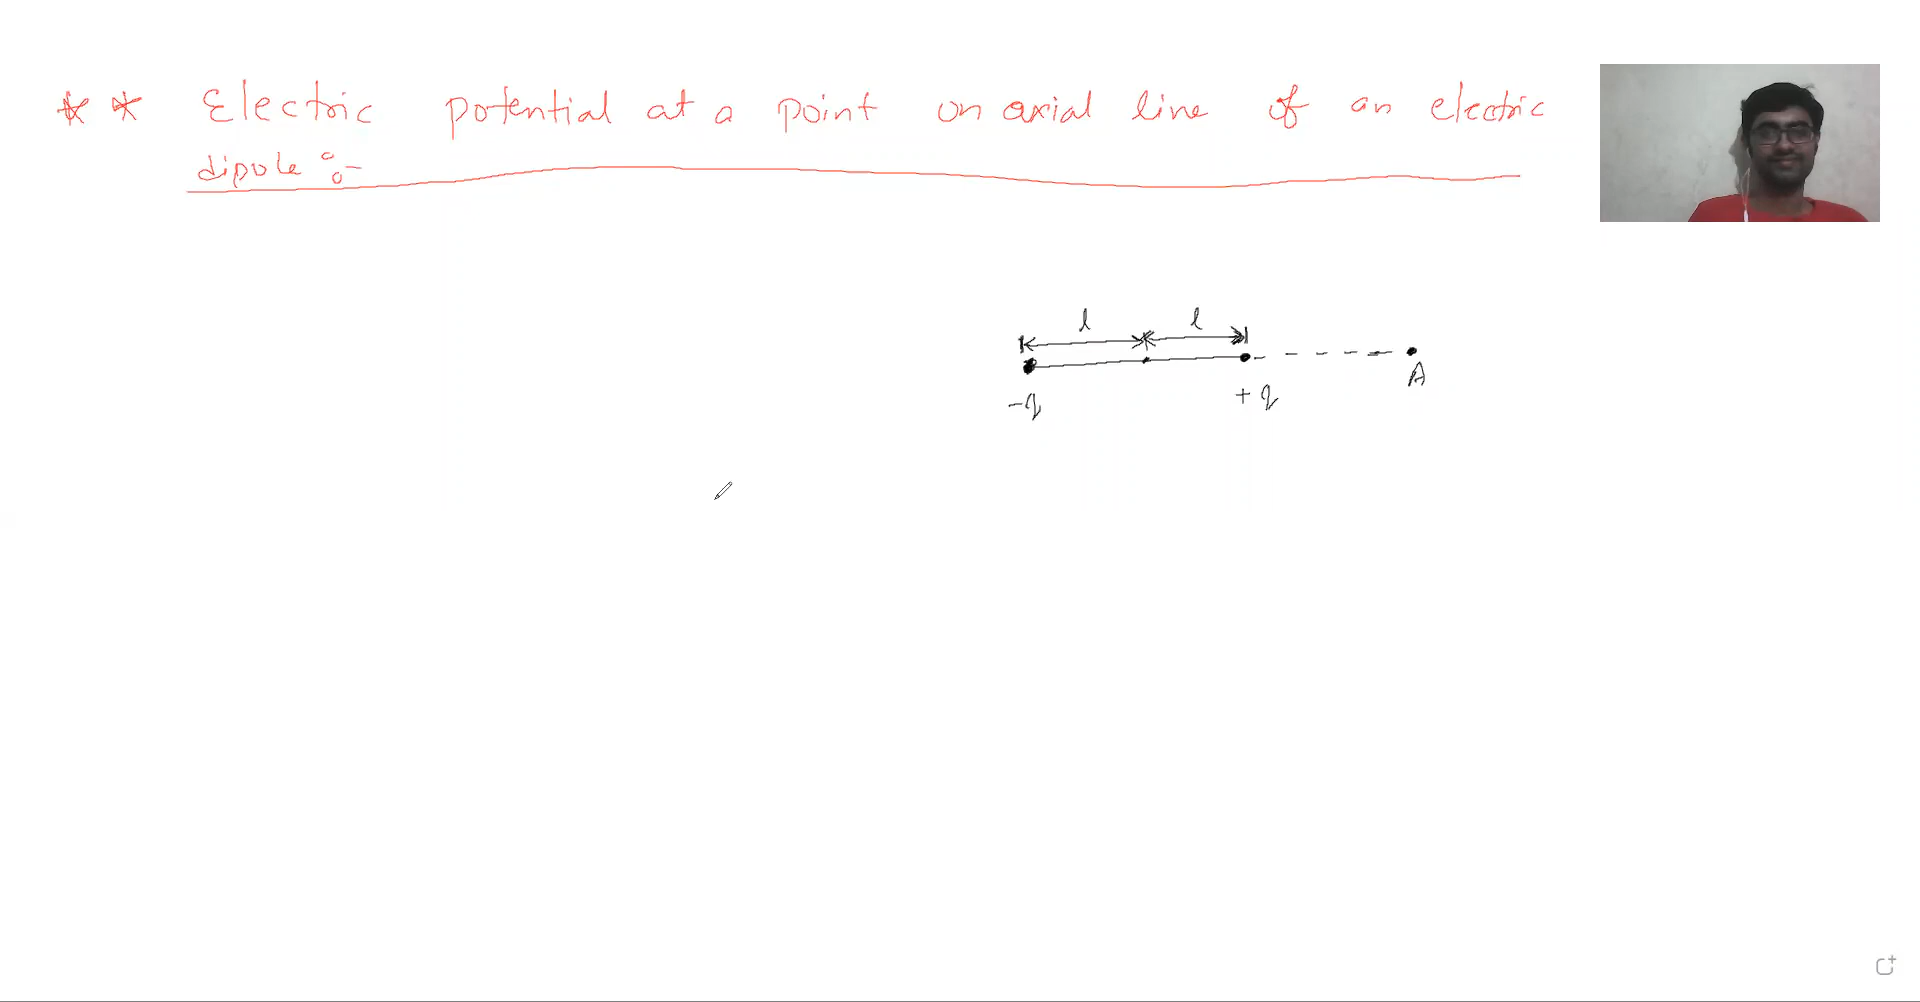 ** Electric potential at a point on axial line of an electric
dipole :-
l l
A
-q +q